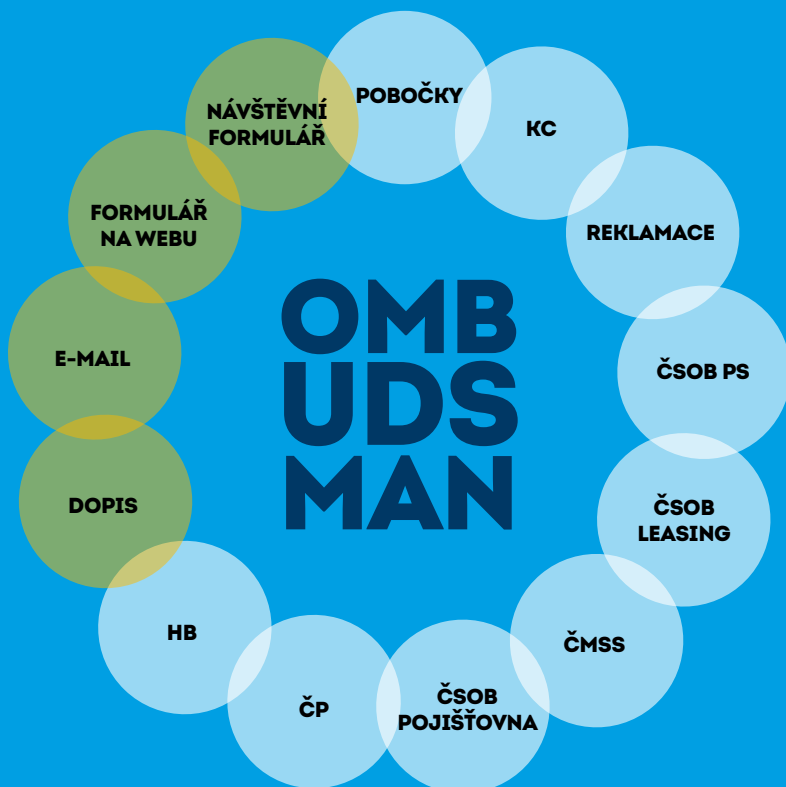 POBOČKY
KC
REKLAMACE
ČSOB PS
ČSOB
LEASING
ČMSS
ČSOB
POJIŠŤOVNA
ČP
HB
DOPIS
E-MAIL
FORMULÁŘ
NA WEBU
NÁVŠTĚVNÍ
FORMULÁŘ
OMB
UDS
MAN